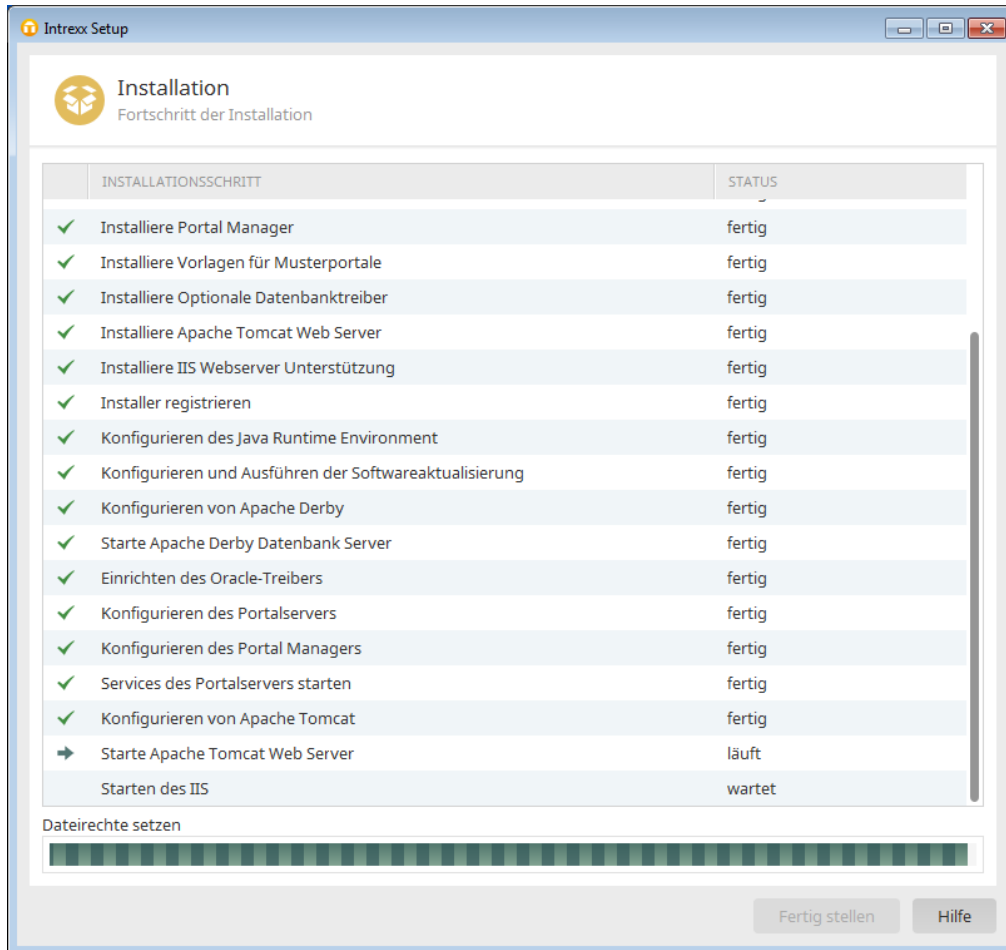 Intrexx Setup
Installation
Fortschritt der Installation
INSTALLATIONSSCHRITT STATUS
Installiere Portal Manager fertig
Installiere Vorlagen für Musterportale fertig
Installiere Optionale Datenbanktreiber fertig
Installiere Apache Tomcat Web Server fertig
Installiere IIS Webserver Unterstützung fertig
Installer registrieren fertig
Konfigurieren des Java Runtime Environment fertig
Konfigurieren und Ausführen der Softwareaktualisierung fertig
Konfigurieren von Apache Derby fertig
Starte Apache Derby Datenbank Server fertig
Einrichten des Oracle-Treibers fertig
Konfigurieren des Portalservers fertig
Konfigurieren des Portal Managers fertig
Services des Portalservers starten fertig
Konfigurieren von Apache Tomcat fertig
Starte Apache Tomcat Web Server läuft
Starten des IIS wartet
Dateirechte setzen
Fertig stellen Hilfe